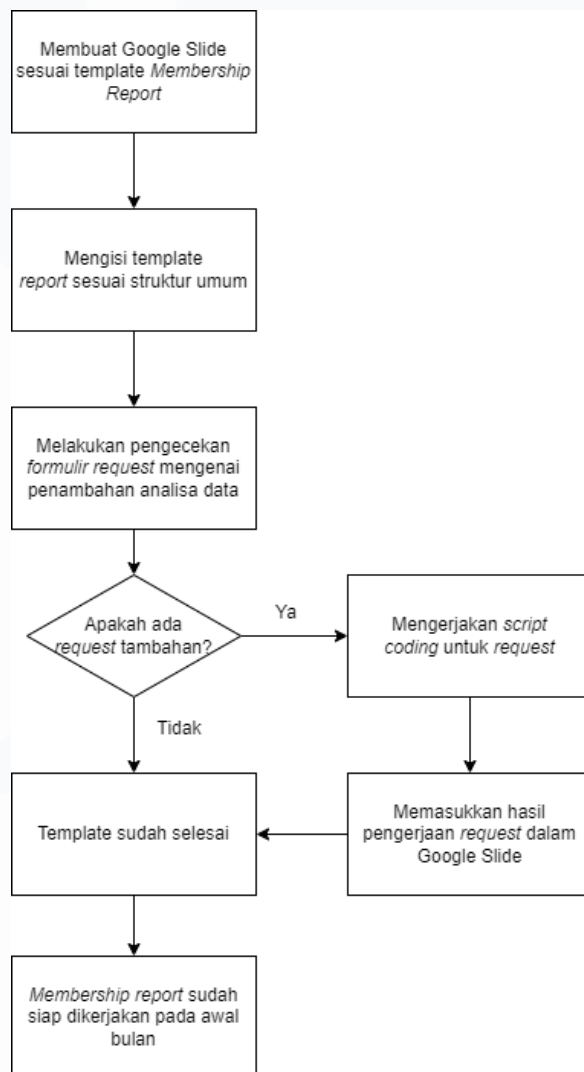 Membuat Google Slide
sesuai template Membership
Report
Mengisi template
report sesuai struktur umum
Melakukan pengecekan
formulir request mengenai
penambahan analisa data
Apakah ada
request tambahan?
Ya
Mengerjakan script
coding untuk request
Tidak
Template sudah selesai
Memasukkan hasil
pengerjaan request dalam
Google Slide
Membership report sudah
siap dikerjakan pada awal
bulan